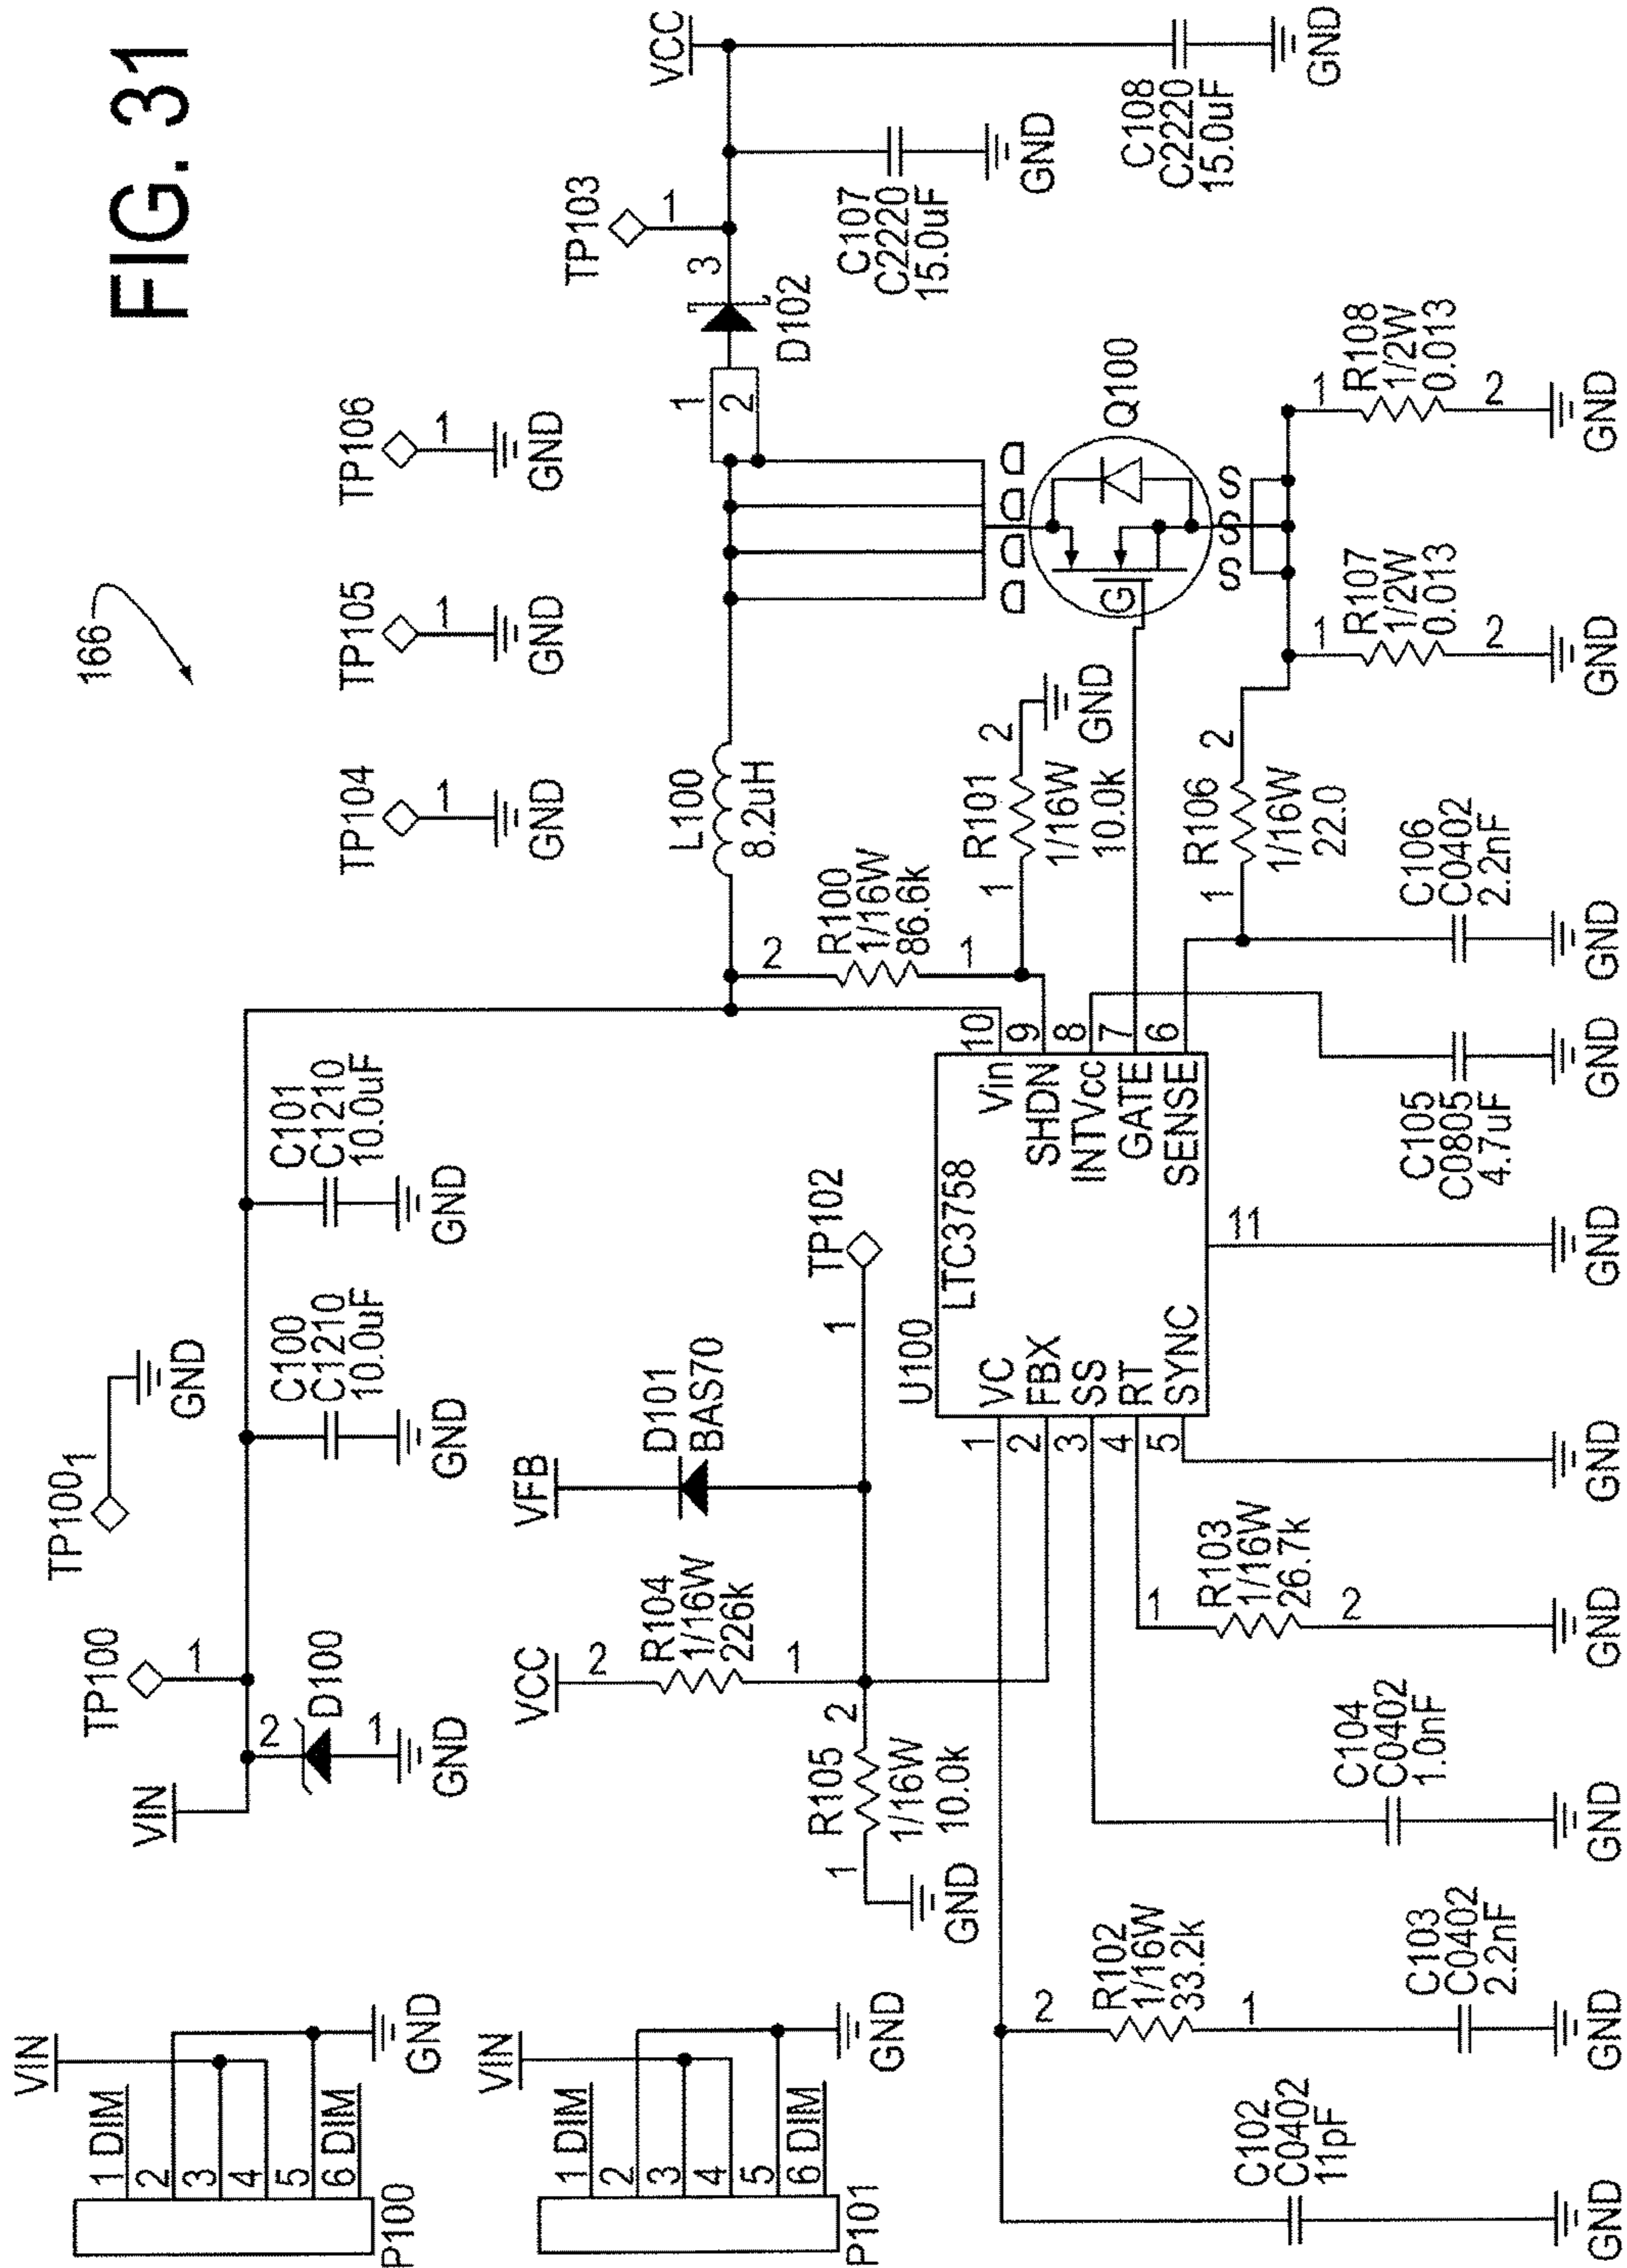 FIG. 31
166
P100
1 DIM
2
3
4
5
6 DIM
VIN
GND
P101
1 DIM
2
3
4
5
6 DIM
VIN
GND
VIN
TP100
1
2
D100
1
GND
TP100
1
GND
C100
C1210
10.0uF
GND
C101
C1210
10.0uF
GND
TP104
1
GND
TP105
1
GND
TP106
1
GND
VCC
2
R104
1/16W
226k
1
VFB
D101
BAS70
TP102
1
R105
1/16W
10.0k
1
2
GND
L100
8.2uH
2
R100
1/16W
86.6k
1
R101
1/16W
10.0k
1
2
GND
1
2
D102
3
TP103
1
VCC
C107
C2220
15.0uF
GND
C108
C2220
15.0uF
GND
D D D D
G
Q100
S S S
U100
LTC3758
VC
FBX
SS
RT
SYNC
1
2
3
4
5
Vin
SHDN
INTVcc
GATE
SENSE
10
9
8
7
6
11
GND
C102
C0402
11pF
GND
2
R102
1/16W
33.2k
1
C103
C0402
2.2nF
GND
C104
C0402
1.0nF
GND
1
R103
1/16W
26.7k
2
GND
GND
C105
C0805
4.7uF
GND
C106
C0402
2.2nF
GND
R106
1/16W
22.0
1
2
1
R107
1/2W
0.013
2
GND
1
R108
1/2W
0.013
2
GND